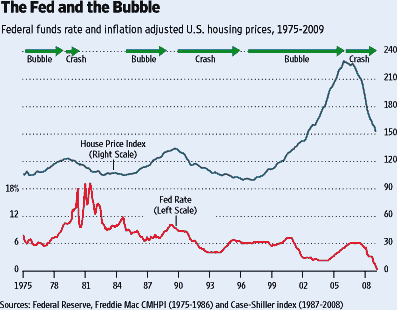 The Fed and the Bubble
Federal funds rate and inflation adjusted U.S. housing prices, 1975-2009
240
Bubble Crash Bubble Crash Bubble Crash
210
180
House Price Index
(Right Scale)
150
120
18% 90
Fed Rate
(Left Scale)
12 60
6 30
0 0
1975 78 81 84 87 90 93 96 99 02 05 08
Sources: Federal Reserve, Freddie Mac CMHPI (1975-1986) and Case-Shiller index (1987-2008)